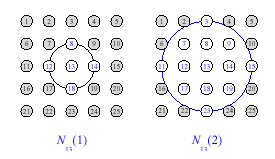 1 2 3 4 5 1 2 3 4 5
6 7 8 9 10 6 7 8 9 10
11 12 13 14 15 11 12 13 14 15
16 17 18 19 20 16 17 18 19 20
21 22 23 24 25 21 22 23 24 25
N13(1) N13(2)